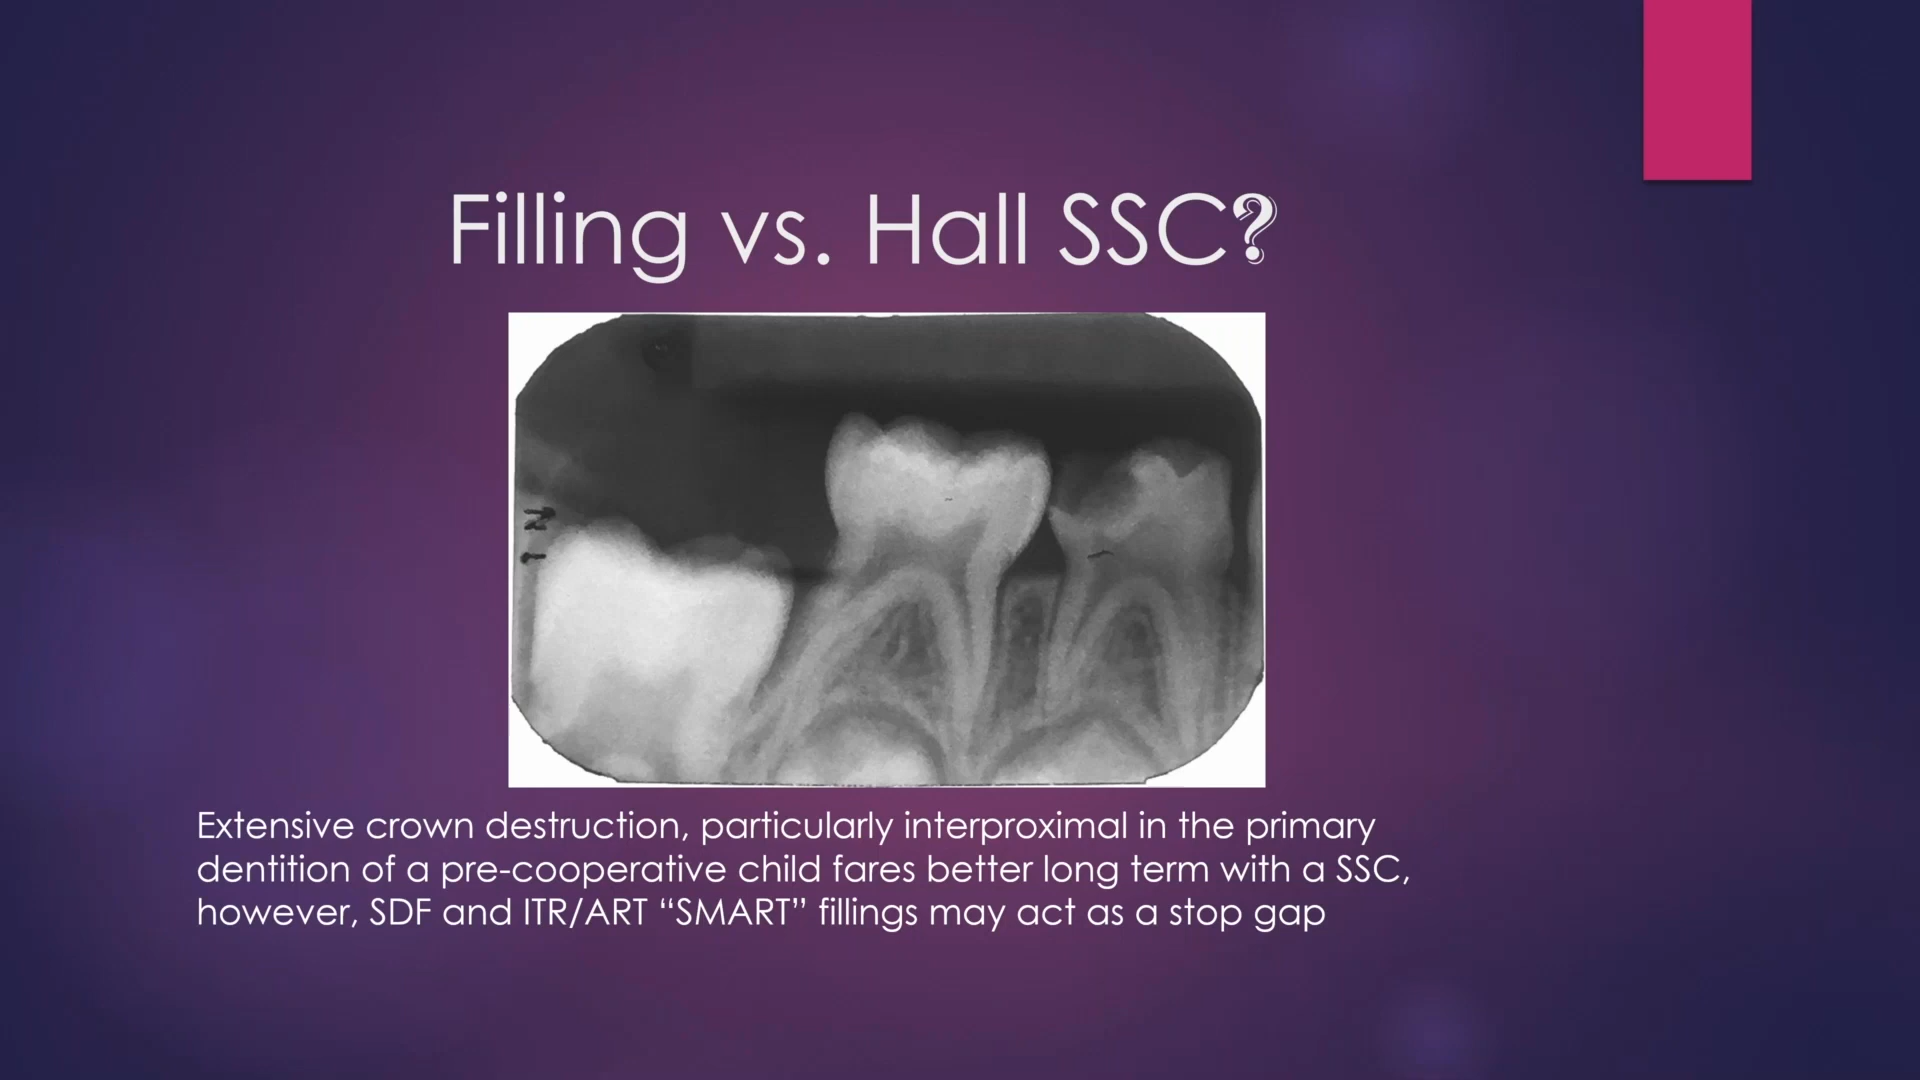 Filling vs. Hall SSC?
Extensive crown destruction, particularly interproximal in the primary
dentition of a pre-cooperative child fares better long term with a SSC,
however, SDF and ITR/ART “SMART” fillings may act as a stop gap